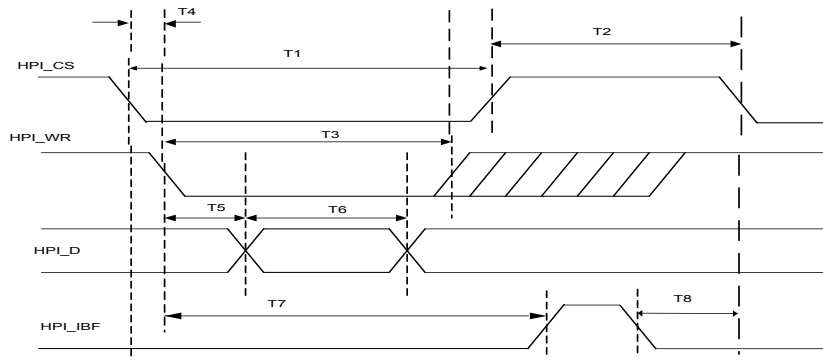 T4
T1
T2
HPI_CS
T3
HPI_WR
T5
T6
HPI_D
T7
T8
HPI_IBF